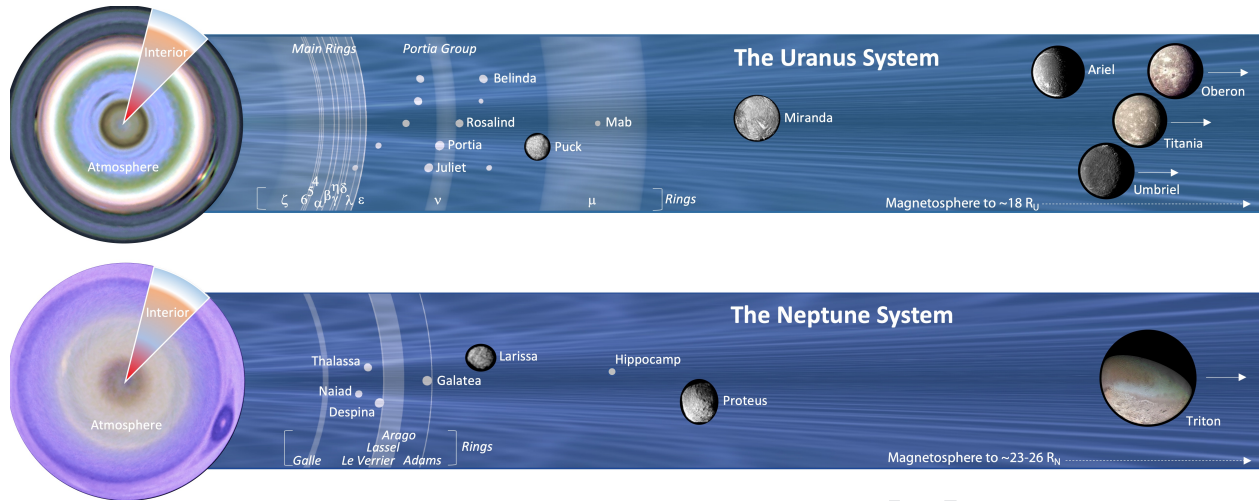 Interior
Atmosphere
Main Rings
Portia Group
The Uranus System
Belinda
Rosalind
Portia
Juliet
Puck
Mab
Miranda
Ariel
Oberon
Titania
Umbriel
ζ 6 5 4 α β η γ δ λ ε ν μ Rings
Magnetosphere to ~18 R_U
Interior
Atmosphere
The Neptune System
Thalassa
Naiad
Despina
Galatea
Larissa
Hippocamp
Proteus
Triton
Arago
Lassel
Galle Le Verrier Adams Rings
Magnetosphere to ~23-26 R_N